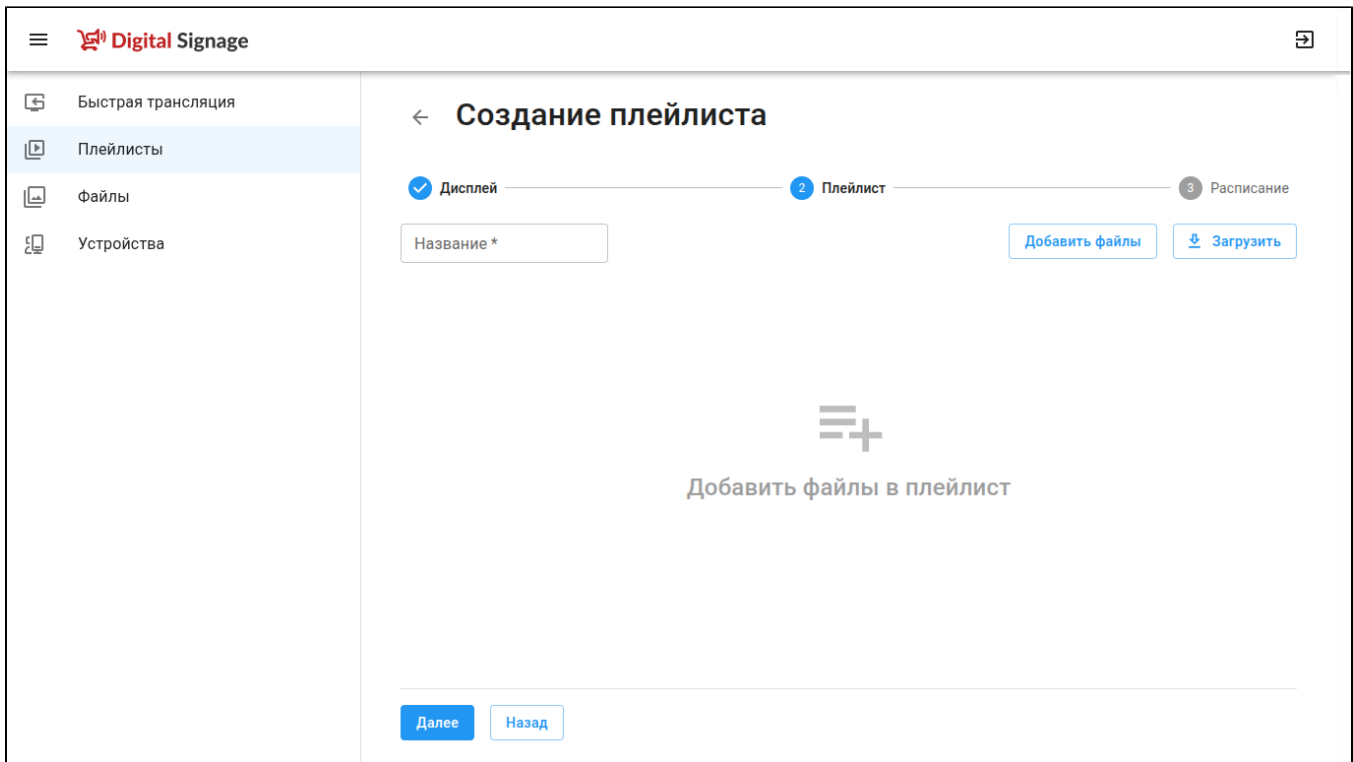 Digital Signage
Быстрая трансляция
Плейлисты
Файлы
Устройства
Создание плейлиста
Дисплей 2 Плейлист 3 Расписание
Название * Добавить файлы Загрузить
Добавить файлы в плейлист
Далее Назад